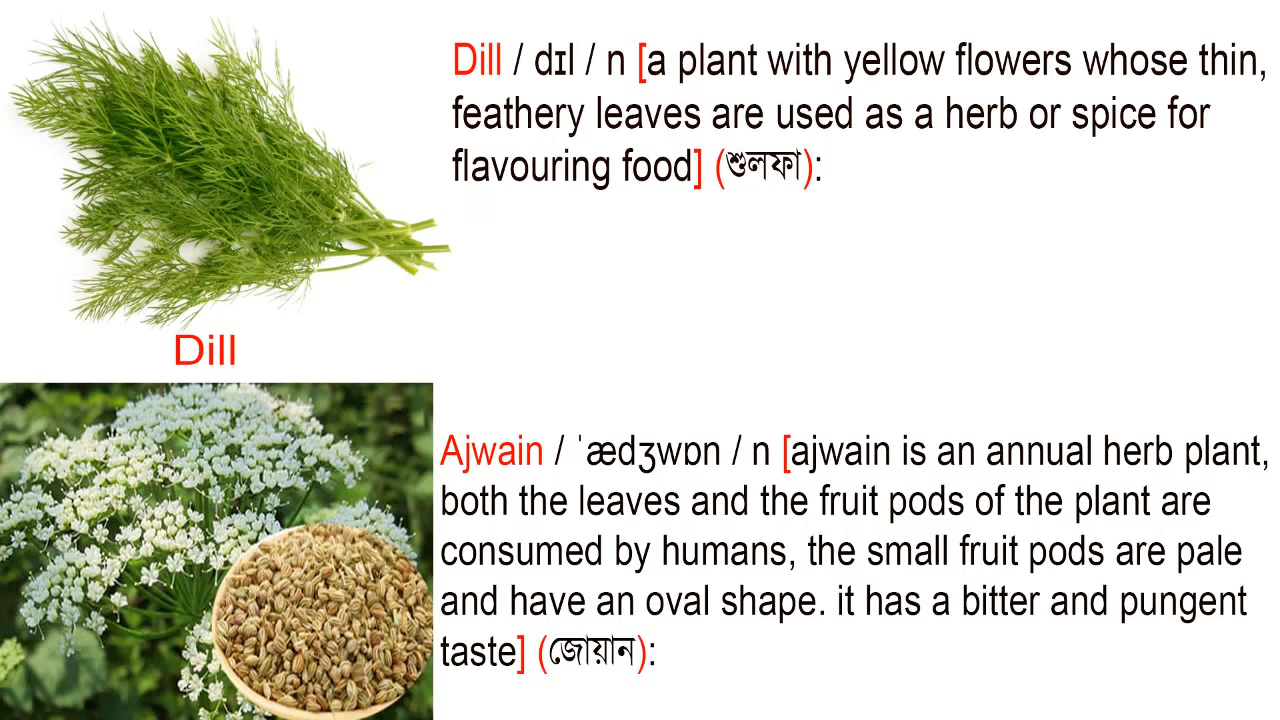 Dill / dɪl / n [a plant with yellow flowers whose thin,
feathery leaves are used as a herb or spice for
flavouring food] (শুলফা):
Dill
Ajwain / ˈædʒwɒn / n [ajwain is an annual herb plant,
both the leaves and the fruit pods of the plant are
consumed by humans, the small fruit pods are pale
and have an oval shape. it has a bitter and pungent
taste] (জোয়ান):